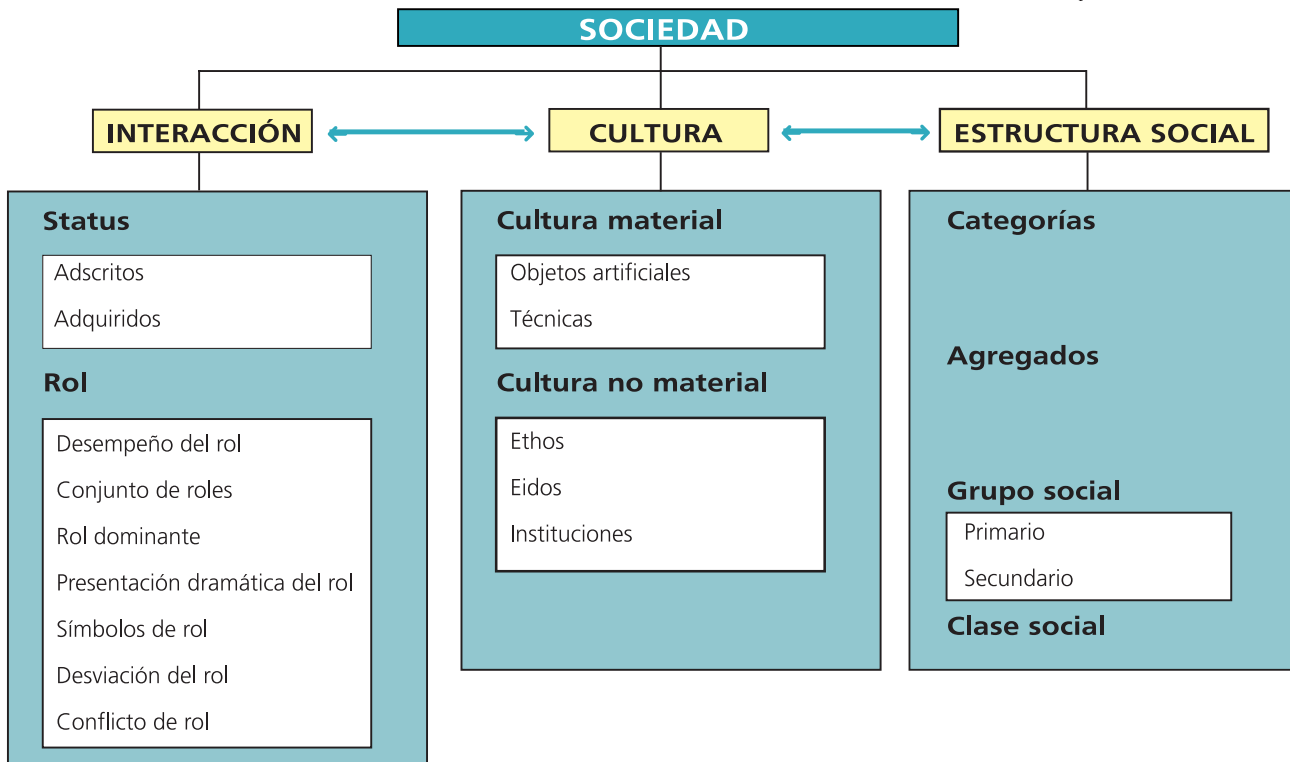 SOCIEDAD
INTERACCIÓN
CULTURA
ESTRUCTURA SOCIAL
Status
Adscritos
Adquiridos
Rol
Desempeño del rol
Conjunto de roles
Rol dominante
Presentación dramática del rol
Símbolos de rol
Desviación del rol
Conflicto de rol
Cultura material
Objetos artificiales
Técnicas
Cultura no material
Ethos
Eidos
Instituciones
Categorías
Agregados
Grupo social
Primario
Secundario
Clase social